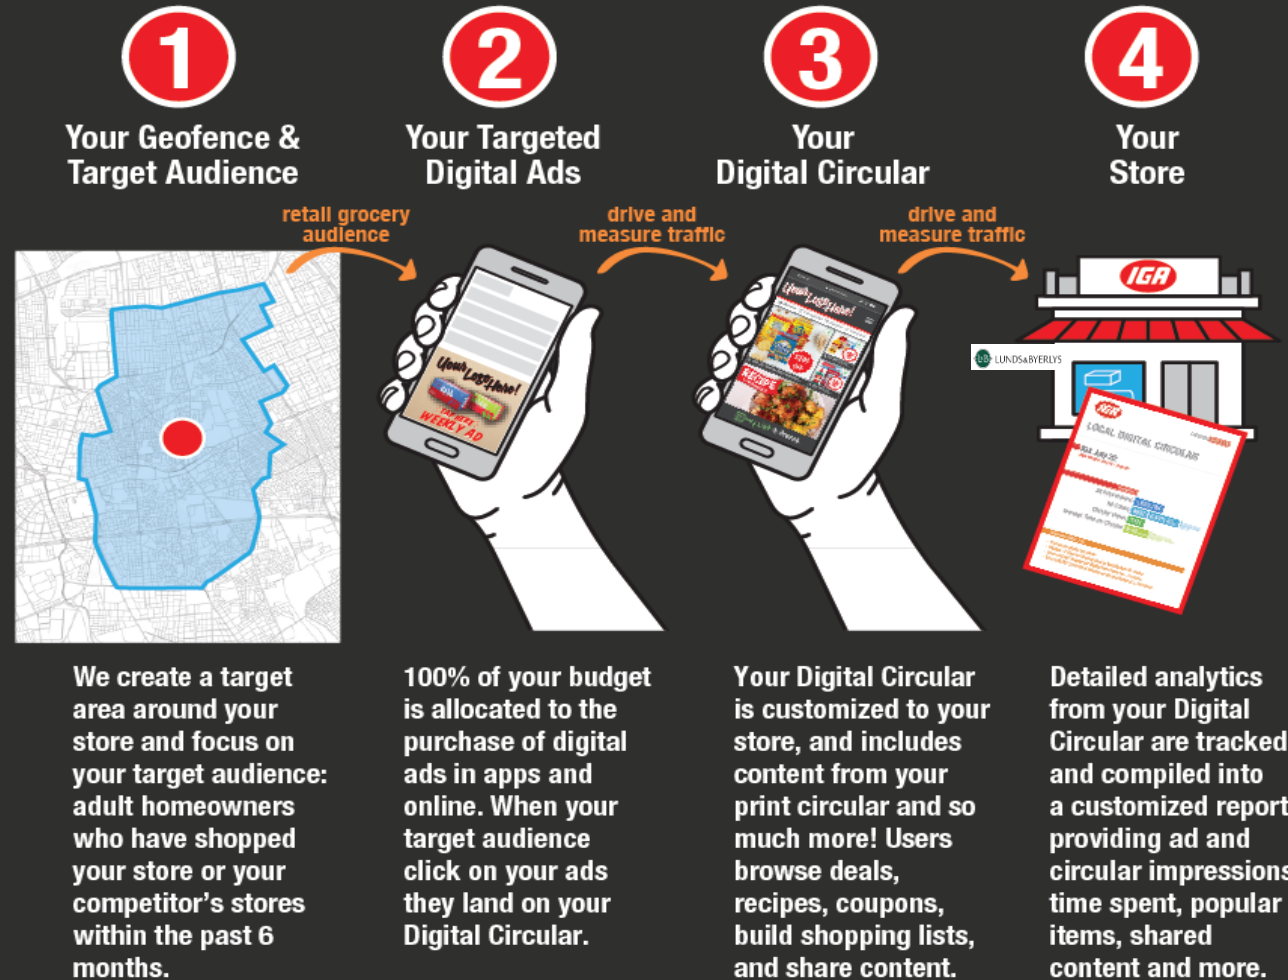 1
Your Geofence &
Target Audience
2
Your Targeted
Digital Ads
3
Your
Digital Circular
4
Your
Store
retail grocery
audience
drive and
measure traffic
drive and
measure traffic
Your Logo Here!
TAP HERE
WEEKLY AD
Your Logo Here!
RECIPE
IGA
L&B LUNDS&BYERLYS
IGA
LOCAL DIGITAL CIRCULAR
We create a target
area around your
store and focus on
your target audience:
adult homeowners
who have shopped
your store or your
competitor's stores
within the past 6
months.
100% of your budget
is allocated to the
purchase of digital
ads in apps and
online. When your
target audience
click on your ads
they land on your
Digital Circular.
Your Digital Circular
is customized to your
store, and includes
content from your
print circular and so
much more! Users
browse deals,
recipes, coupons,
build shopping lists,
and share content.
Detailed analytics
from your Digital
Circular are tracked
and compiled into
a customized report
providing ad and
circular impressions
time spent, popular
items, shared
content and more.